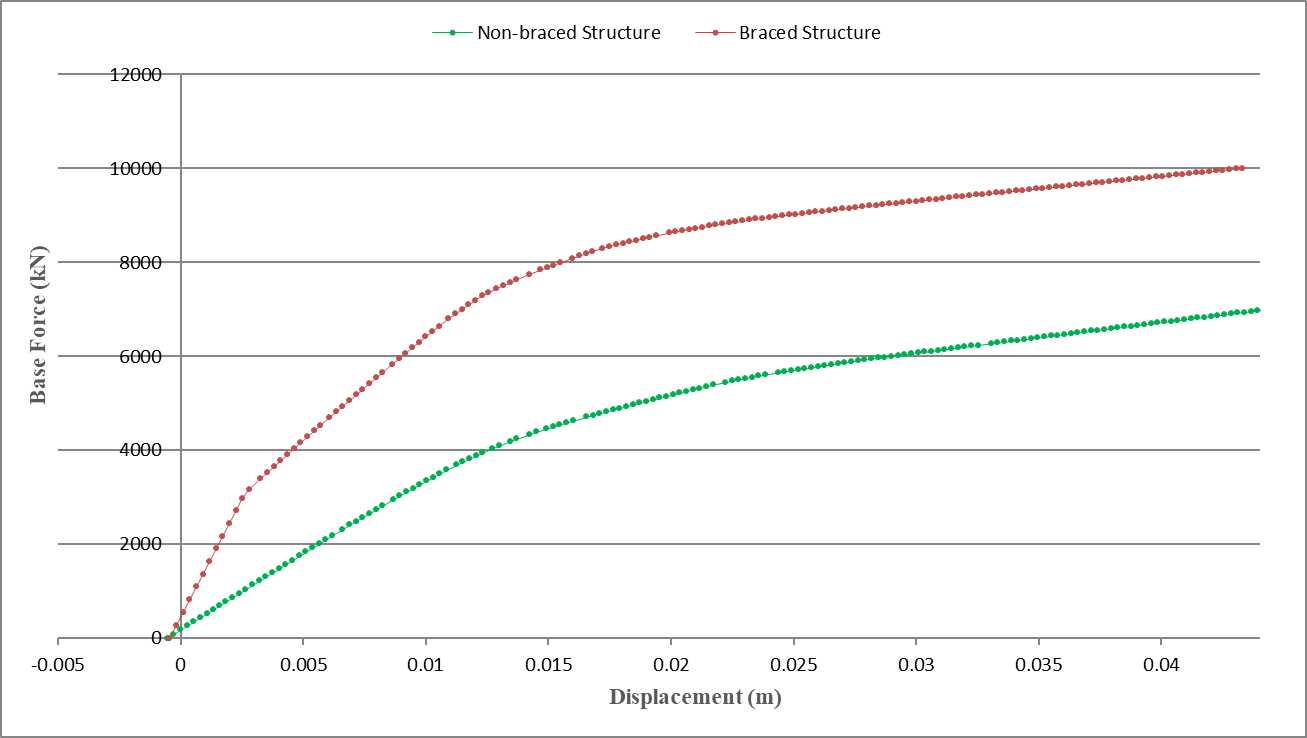 Non-braced Structure
Braced Structure
12000
10000
8000
6000
4000
2000
0
-0.005 0 0.005 0.01 0.015 0.02 0.025 0.03 0.035 0.04
Base Force (kN)
Displacement (m)